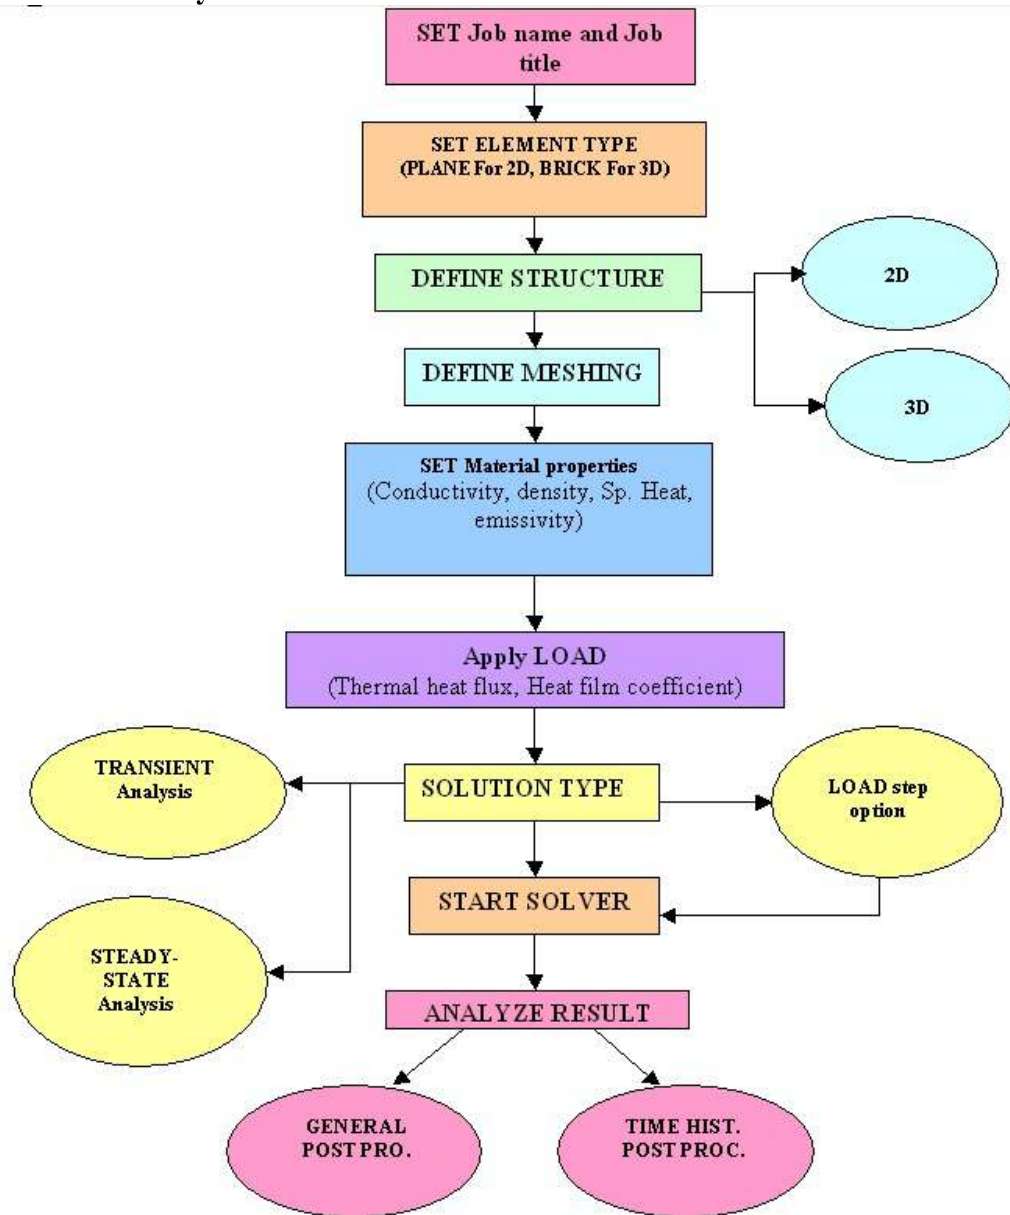 SET Job name and Job
title
SET ELEMENT TYPE
(PLANE For 2D, BRICK For 3D)
DEFINE STRUCTURE
2D
DEFINE MESHING
3D
SET Material properties
(Conductivity, density, Sp. Heat,
emissivity)
Apply LOAD
(Thermal heat flux, Heat film coefficient)
TRANSIENT
Analysis
SOLUTION TYPE
LOAD step
option
START SOLVER
STEADY-
STATE
Analysis
ANALYZE RESULT
GENERAL
POST PRO.
TIME HIST.
POST PROC.